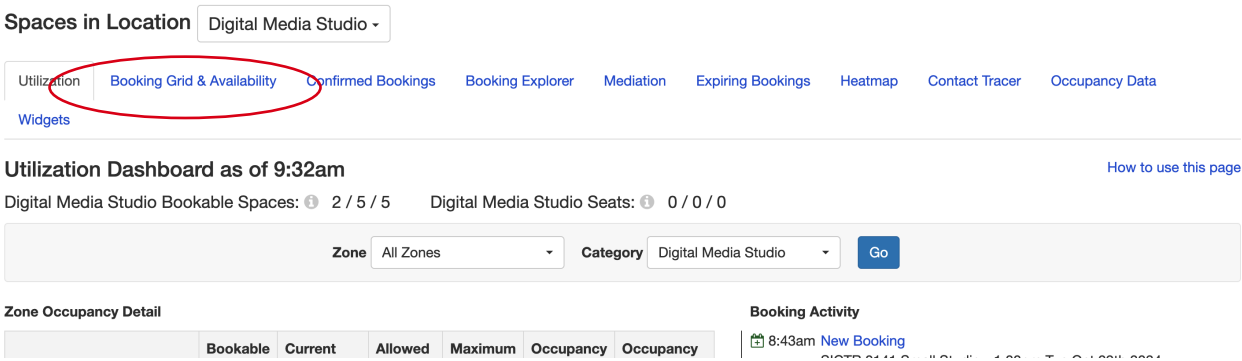 Spaces in Location Digital Media Studio
Utilization Booking Grid & Availability Confirmed Bookings Booking Explorer Mediation Expiring Bookings Heatmap Contact Tracer Occupancy Data
Widgets
Utilization Dashboard as of 9:32am How to use this page
Digital Media Studio Bookable Spaces: 2 / 5 / 5 Digital Media Studio Seats: 0 / 0 / 0
Zone All Zones Category Digital Media Studio Go
Zone Occupancy Detail Booking Activity
Bookable Current Allowed Maximum Occupancy Occupancy 8:43am New Booking